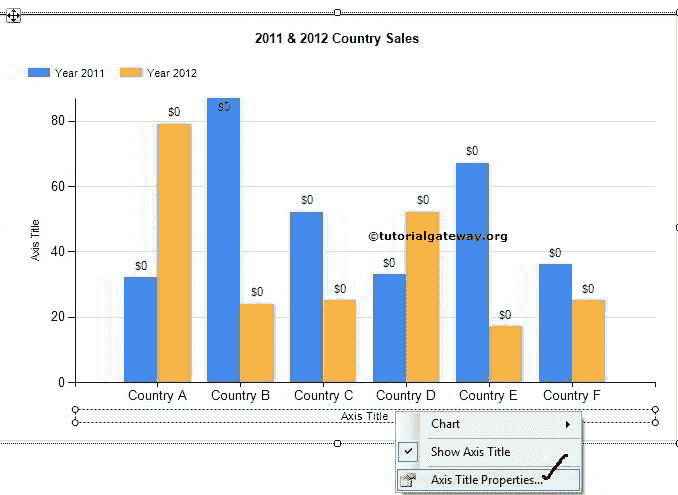 2011 & 2012 Country Sales
Year 2011 Year 2012
80
60
40
20
0
Axis Title
$0 $0 $0 $0 $0 $0 $0 $0 $0 $0 $0 $0
©tutorialgateway.org
Country A Country B Country C Country D Country E Country F
Axis Title
Chart
Show Axis Title
Axis Title Properties...